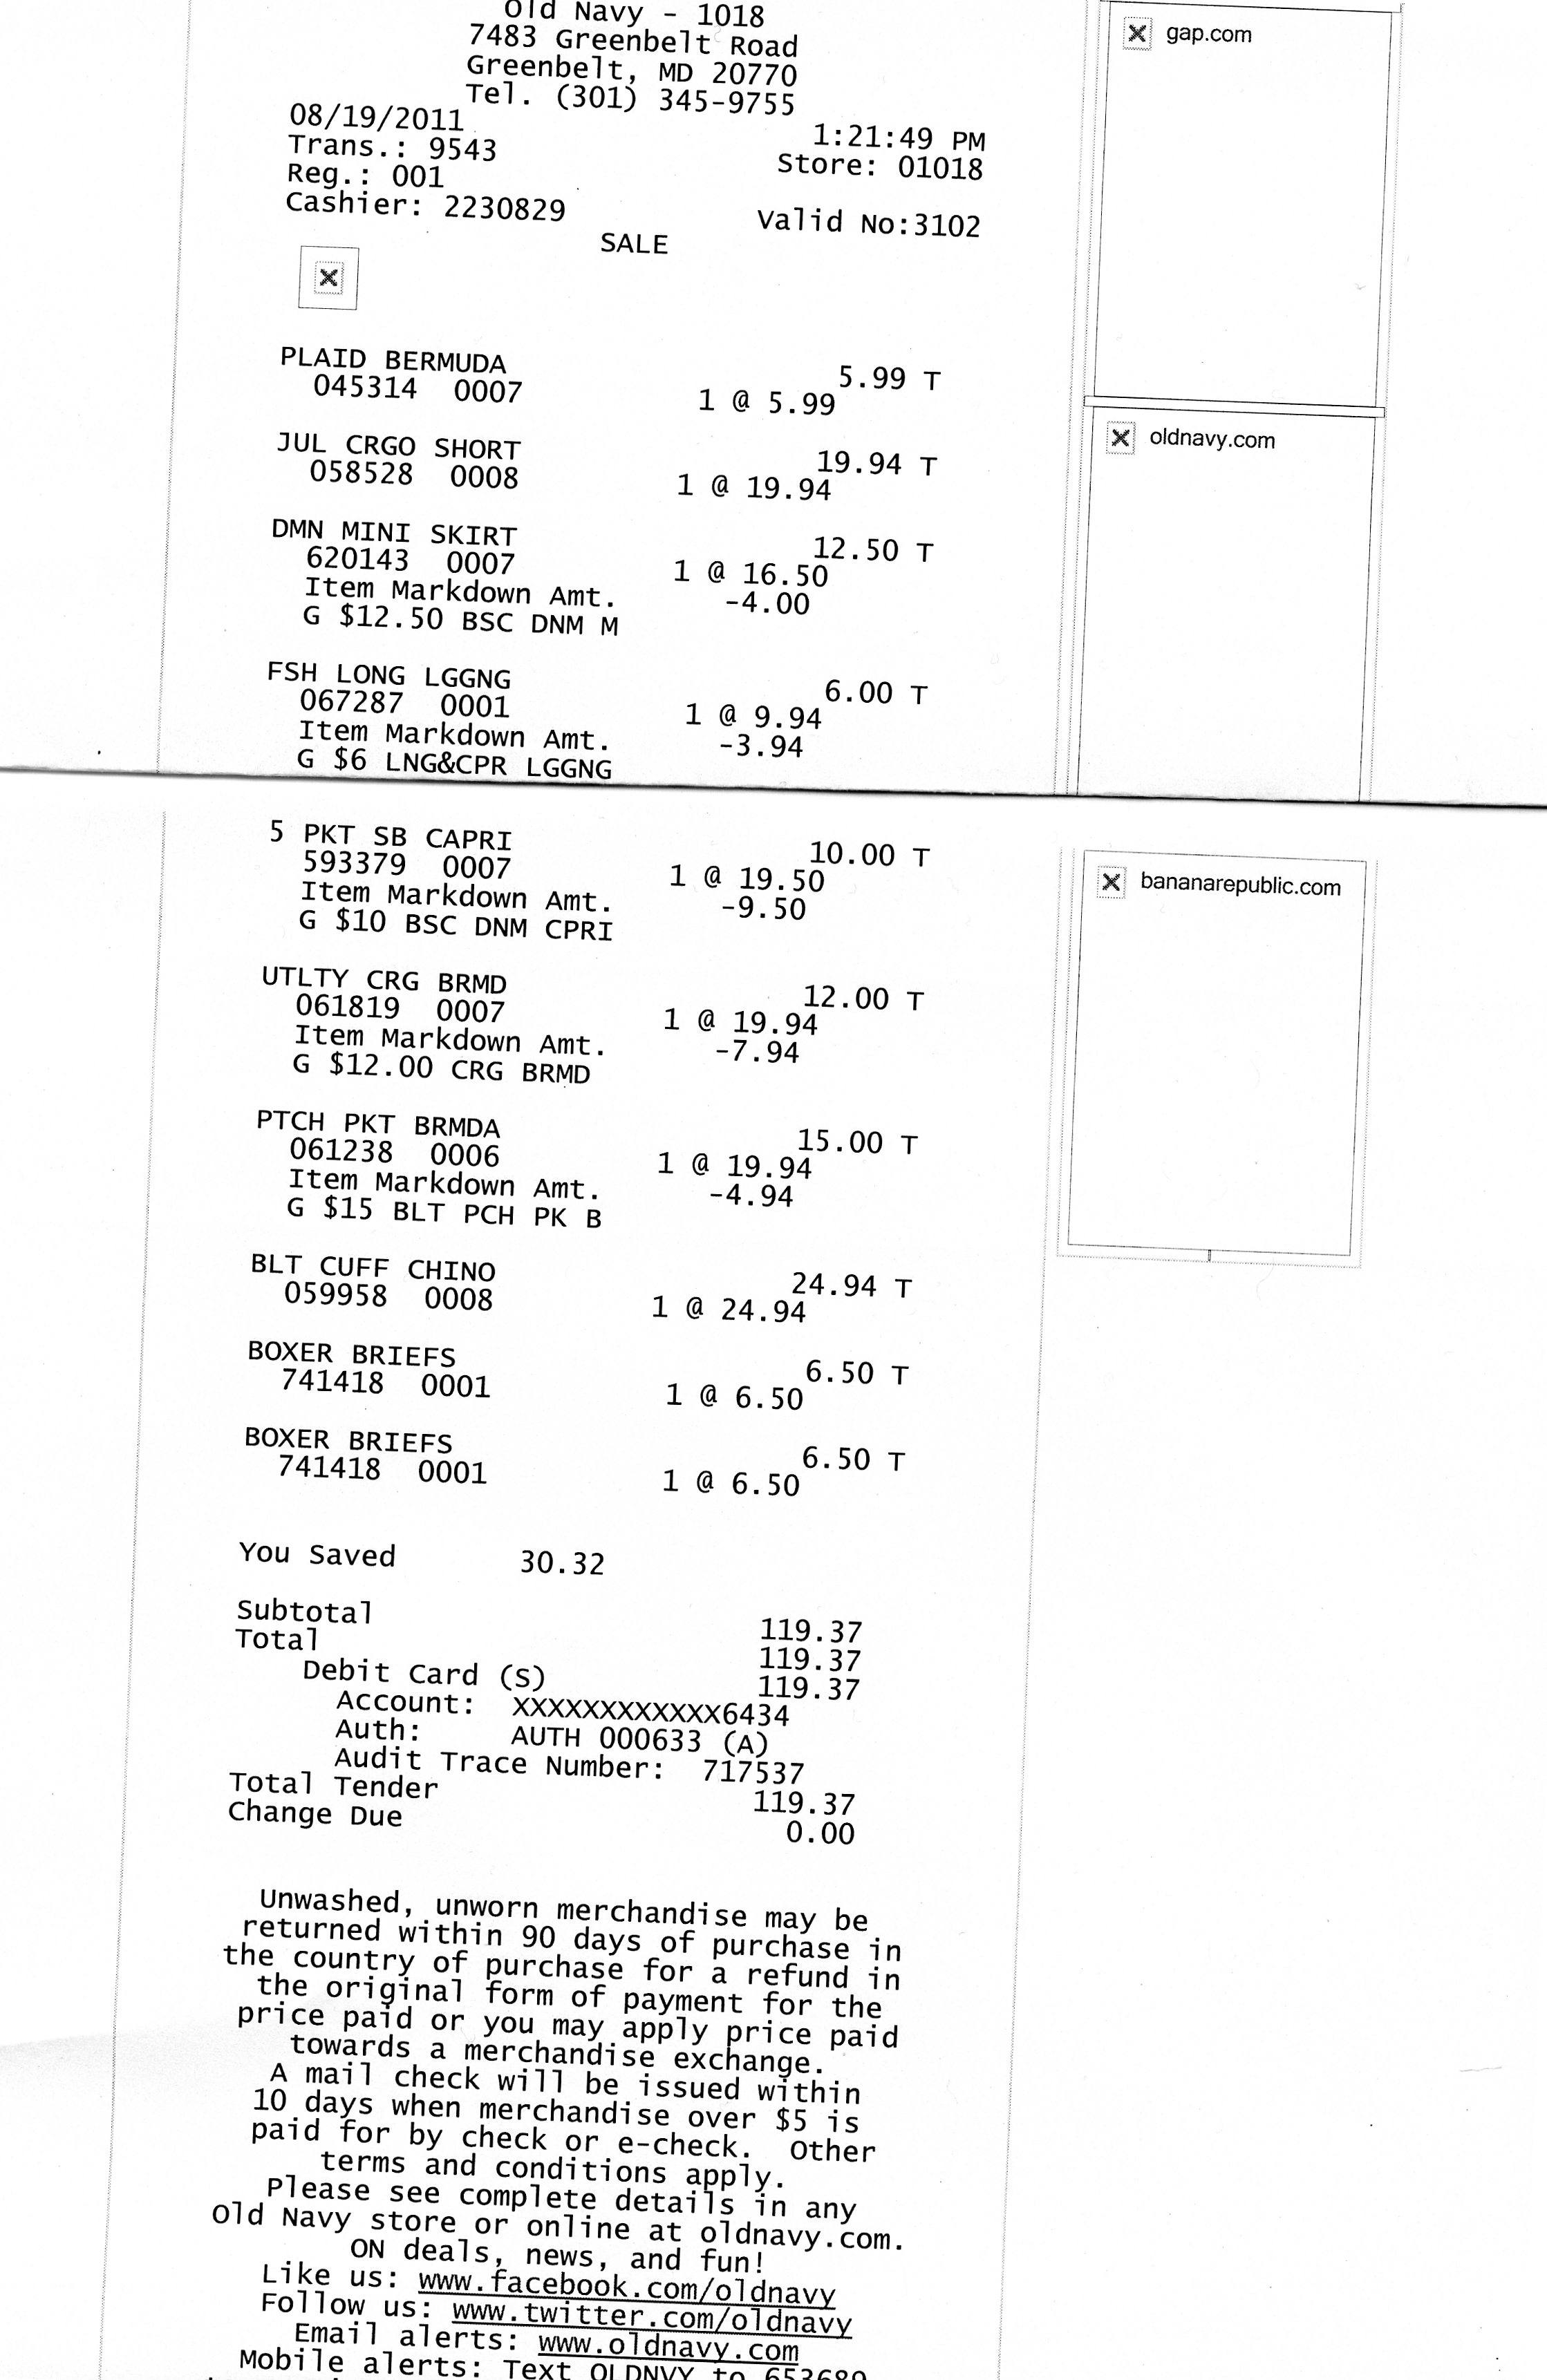 Old Navy - 1018
7483 Greenbelt Road
Greenbelt, MD 20770
Tel. (301) 345-9755
08/19/2011 1:21:49 PM
Trans.: 9543 Store: 01018
Reg.: 001
Cashier: 2230829 Valid No:3102
SALE
PLAID BERMUDA 5.99 T
045314 0007 1 @ 5.99
JUL CRGO SHORT 19.94 T
058528 0008 1 @ 19.94
DMN MINI SKIRT 12.50 T
620143 0007 1 @ 16.50
Item Markdown Amt. -4.00
G $12.50 BSC DNM M
FSH LONG LGGNG 6.00 T
067287 0001 1 @ 9.94
Item Markdown Amt. -3.94
G $6 LNG&CPR LGGNG
5 PKT SB CAPRI 10.00 T
593379 0007 1 @ 19.50
Item Markdown Amt. -9.50
G $10 BSC DNM CPRI
UTLTY CRG BRMD 12.00 T
061819 0007 1 @ 19.94
Item Markdown Amt. -7.94
G $12.00 CRG BRMD
PTCH PKT BRMDA 15.00 T
061238 0006 1 @ 19.94
Item Markdown Amt. -4.94
G $15 BLT PCH PK B
BLT CUFF CHINO 24.94 T
059958 0008 1 @ 24.94
BOXER BRIEFS 6.50 T
741418 0001 1 @ 6.50
BOXER BRIEFS 6.50 T
741418 0001 1 @ 6.50
You Saved 30.32
Subtotal 119.37
Total 119.37
Debit Card (S) 119.37
Account: XXXXXXXXXXXX6434
Auth: AUTH 000633 (A)
Audit Trace Number: 717537
Total Tender 119.37
Change Due 0.00
Unwashed, unworn merchandise may be
returned within 90 days of purchase in
the country of purchase for a refund in
the original form of payment for the
price paid or you may apply price paid
towards a merchandise exchange.
A mail check will be issued within
10 days when merchandise over $5 is
paid for by check or e-check. Other
terms and conditions apply.
Please see complete details in any
Old Navy store or online at oldnavy.com.
ON deals, news, and fun!
Like us: www.facebook.com/oldnavy
Follow us: www.twitter.com/oldnavy
Email alerts: www.oldnavy.com
Mobile alerts: Text OLDNVY to 653689
gap.com
oldnavy.com
bananarepublic.com